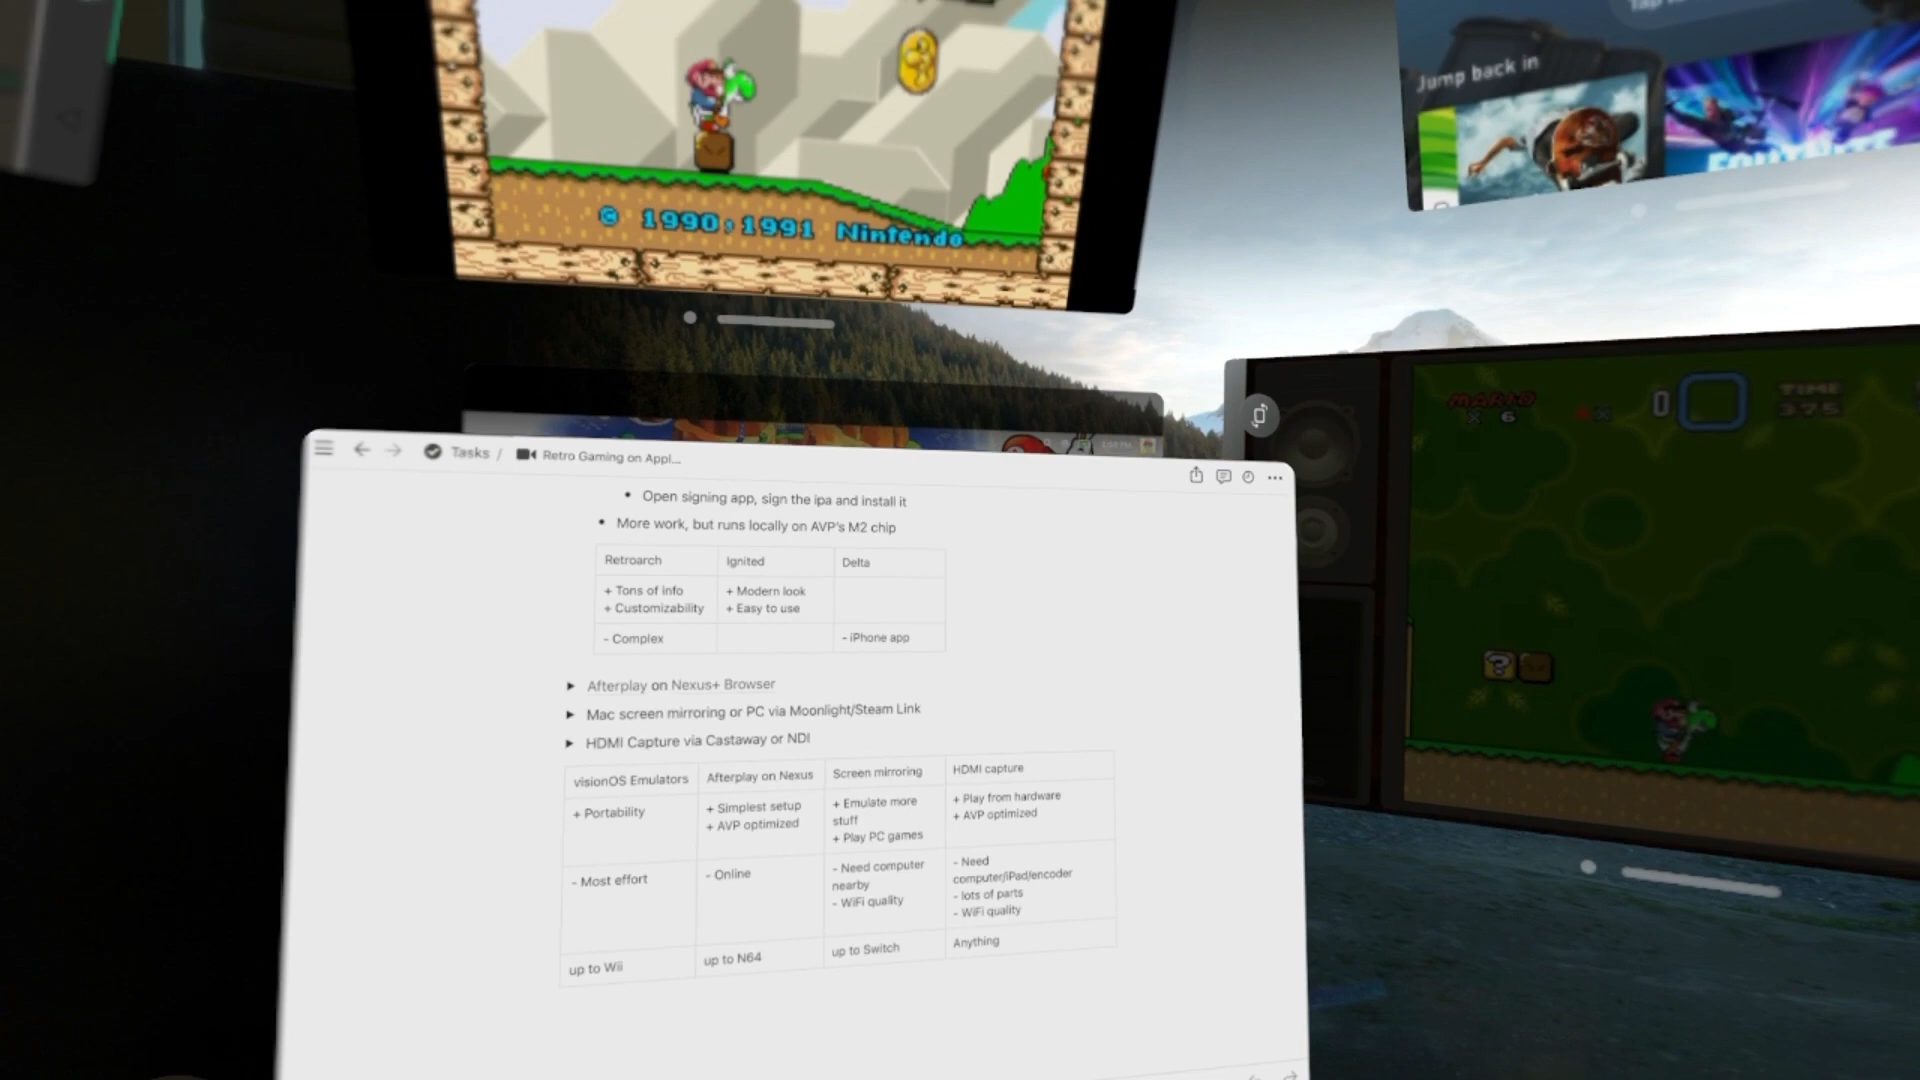 Jump back in
© 1990,1991 Nintendo
MARIO
x 6
0
TIME
375
Tasks / Retro Gaming on Appl...
Open signing app, sign the ipa and install it
More work, but runs locally on AVP's M2 chip
Retroarch Ignited Delta
+ Tons of info
+ Customizability
+ Modern look
+ Easy to use
- Complex
- iPhone app
Afterplay on Nexus+ Browser
Mac screen mirroring or PC via Moonlight/Steam Link
HDMI Capture via Castaway or NDI
visionOS Emulators Afterplay on Nexus Screen mirroring HDMI capture
+ Portability
+ Simplest setup
+ AVP optimized
+ Emulate more
stuff
+ Play PC games
+ Play from hardware
+ AVP optimized
- Most effort
- Online
- Need computer
nearby
- WiFi quality
- Need
computer/iPad/encoder
- lots of parts
- WiFi quality
up to Wii up to N64 up to Switch Anything